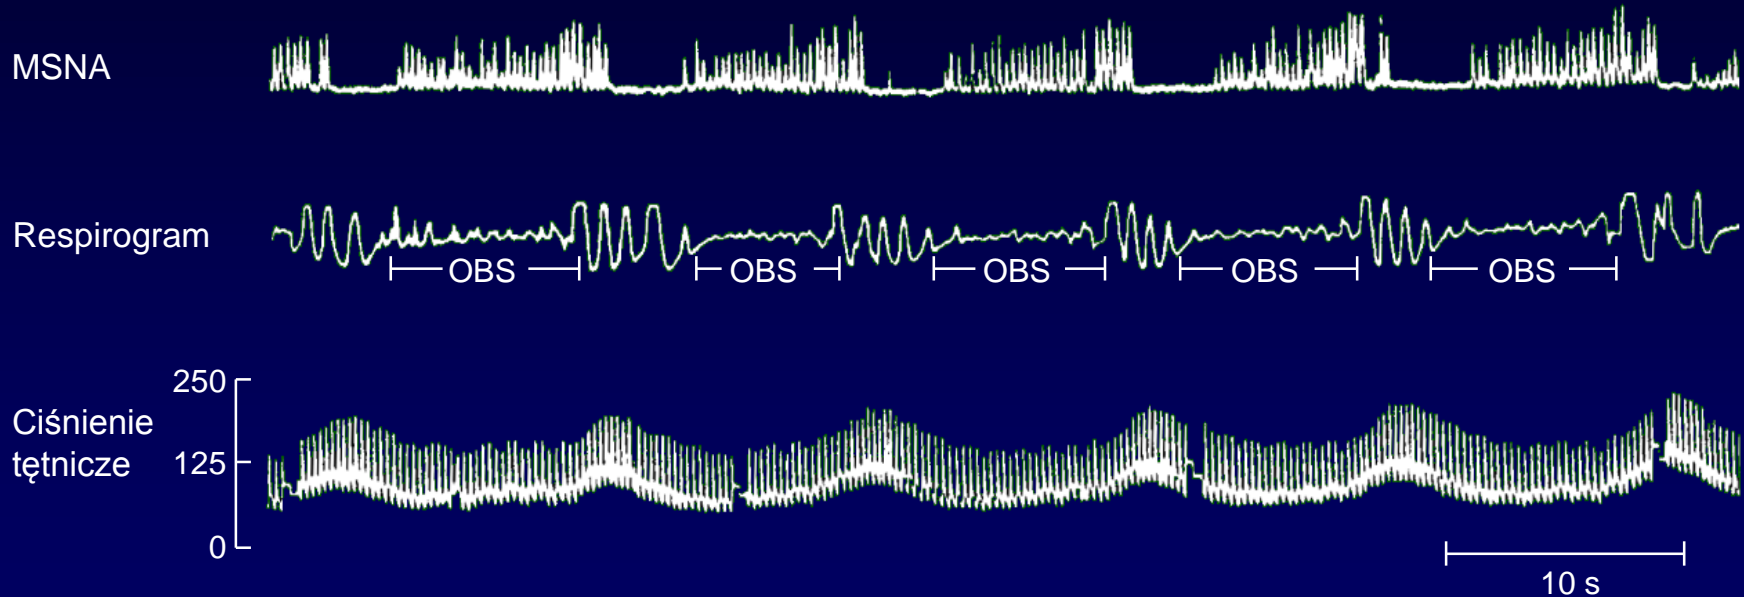 MSNA
Respirogram
OBS OBS OBS OBS OBS
Ciśnienie
tętnicze
250
125
0
10 s